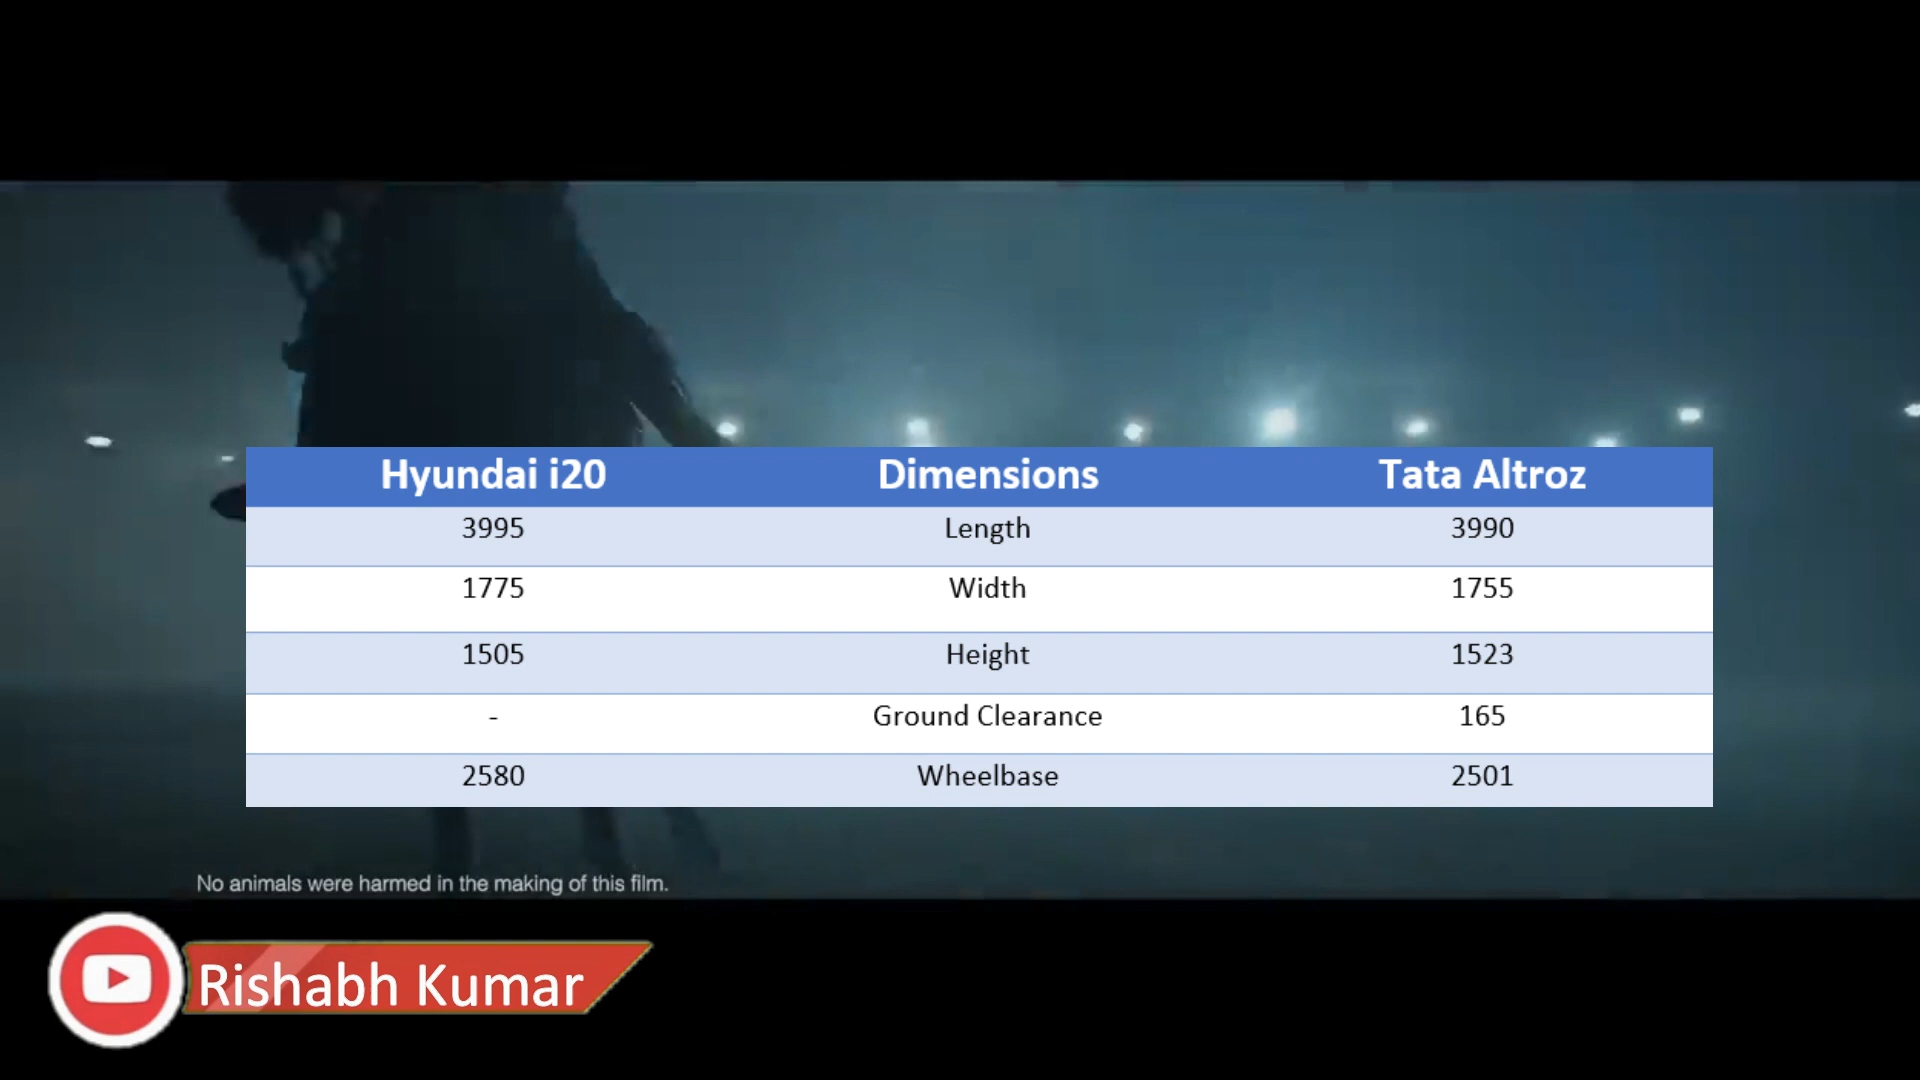 Hyundai i20 Dimensions Tata Altroz
3995 Length 3990
1775 Width 1755
1505 Height 1523
- Ground Clearance 165
2580 Wheelbase 2501
No animals were harmed in the making of this film.
Rishabh Kumar